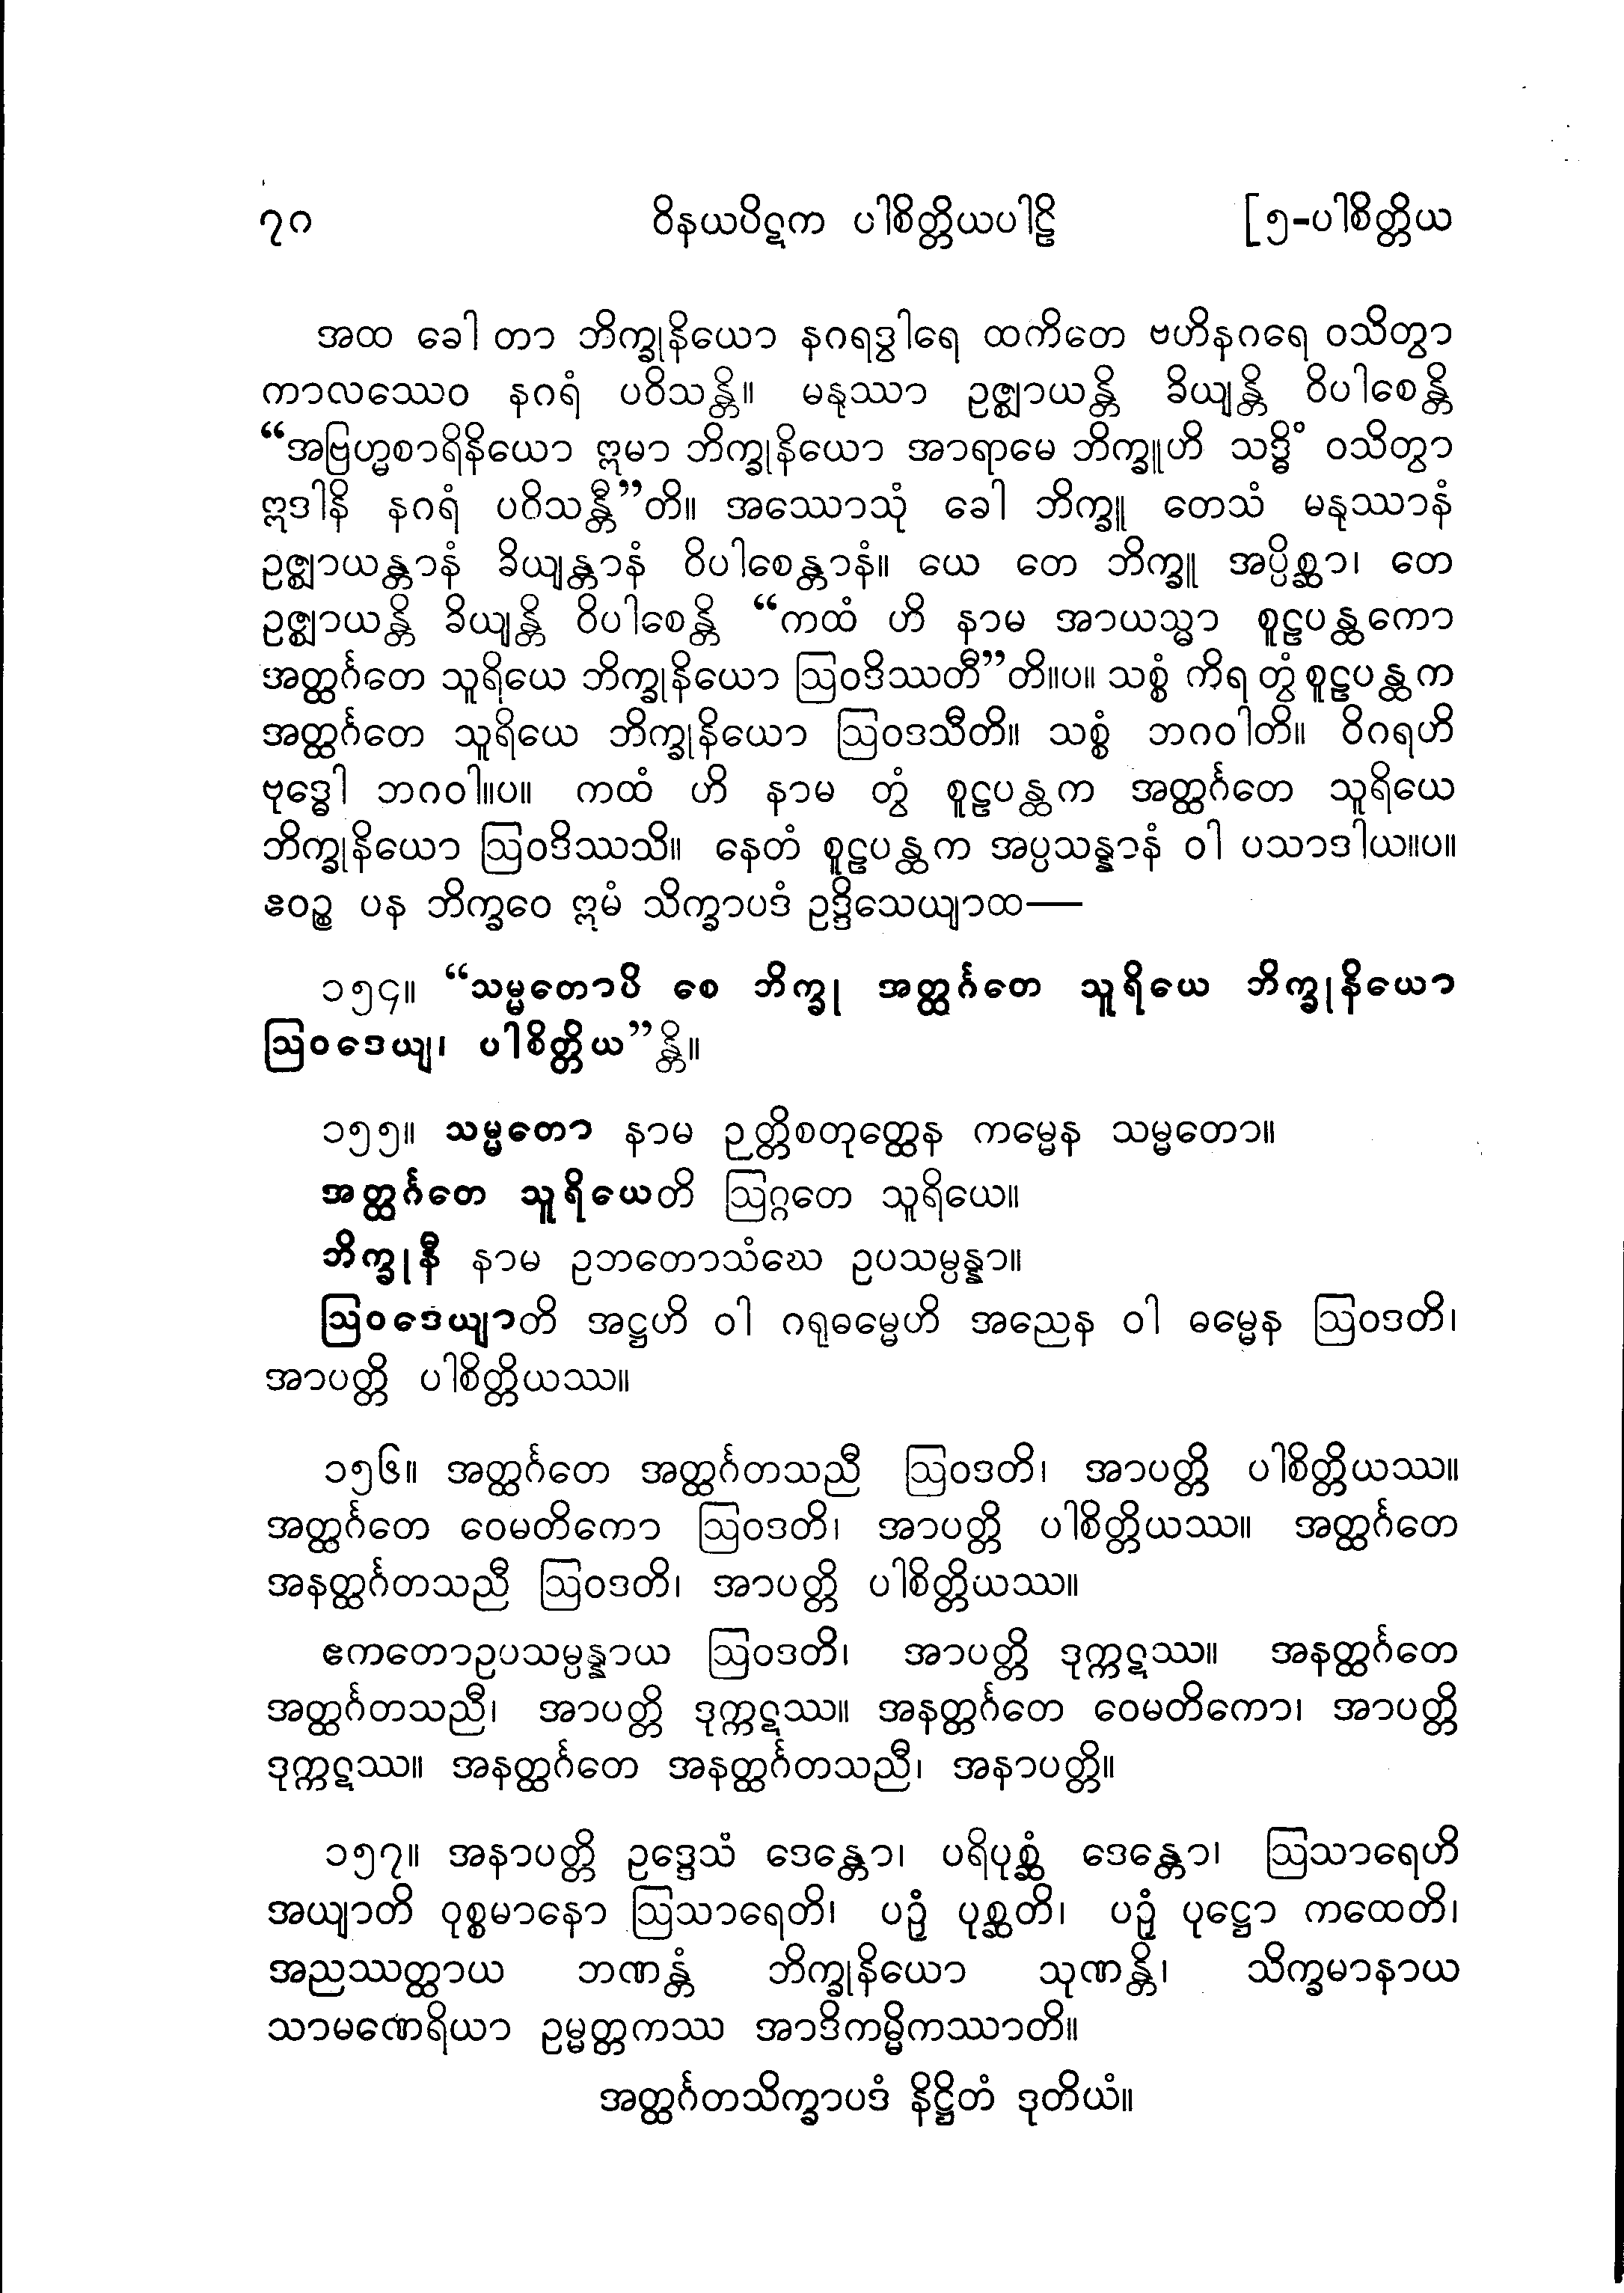 ၇၀ ဝိနယပိဋက ပါစိတ္တိယပါဠိ [၅-ပါစိတ္တိယ
အထ ခေါ တာ ဘိက္ခုနိယော နဂရဒွါရေ ထကိတေ ဗဟိနဂရေ ဝသိတွာ
ကာလဿေဝ နဂရံ ပဝိသန္တိ။ မနုဿာ ဥဇ္ဈာယန္တိ ခိယျန္တိ ဝိပါစေန္တိ
“အဗြဟ္မစာရိနိယော ဣမာ ဘိက္ခုနိယော အာရာမေ ဘိက္ခူဟိ သဒ္ဓိံ ဝသိတွာ
ဣဒါနိ နဂရံ ပဝိသန္တီ”တိ။ အဿောသုံ ခေါ ဘိက္ခူ တေသံ မနုဿာနံ
ဥဇ္ဈာယန္တာနံ ခိယျန္တာနံ ဝိပါစေန္တာနံ။ ယေ တေ ဘိက္ခူ အပ္ပိစ္ဆာ၊ တေ
ဥဇ္ဈာယန္တိ ခိယျန္တိ ဝိပါစေန္တိ “ကထံ ဟိ နာမ အာယသ္မာ စူဠပန္ထကော
အတ္ထင်္ဂတေ သူရိယေ ဘိက္ခုနိယော ဩဝဒိဿတီ”တိ။ပ။ သစ္စံ ကိရ တွံ စူဠပန္ထက
အတ္ထင်္ဂတေ သူရိယေ ဘိက္ခုနိယော ဩဝဒသီတိ။ သစ္စံ ဘဂဝါတိ။ ဝိဂရဟိ
ဗုဒ္ဓေါ ဘဂဝါ။ပ။ ကထံ ဟိ နာမ တွံ စူဠပန္ထက အတ္ထင်္ဂတေ သူရိယေ
ဘိက္ခုနိယော ဩဝဒိဿသိ။ နေတံ စူဠပန္ထက အပ္ပသန္နာနံ ဝါ ပသာဒါယ။ပ။
ဧဝဉ္စ ပန ဘိက္ခဝေ ဣမံ သိက္ခာပဒံ ဥဒ္ဒိသေယျာထ—
၁၅၄။ “သမ္မတောပိ စေ ဘိက္ခု အတ္ထင်္ဂတေ သူရိယေ ဘိက္ခုနိယော
ဩဝဒေယျ၊ ပါစိတ္တိယ”န္တိ။
၁၅၅။ သမ္မတော နာမ ဉတ္တိစတုတ္ထေန ကမ္မေန သမ္မတော။
အတ္ထင်္ဂတေ သူရိယေတိ ဩဂ္ဂတေ သူရိယေ။
ဘိက္ခုနီ နာမ ဥဘတောသံဃေ ဥပသမ္ပန္နာ။
ဩဝဒေယျာတိ အဋ္ဌဟိ ဝါ ဂရုဓမ္မေဟိ အညေန ဝါ ဓမ္မေန ဩဝဒတိ၊
အာပတ္တိ ပါစိတ္တိယဿ။
၁၅၆။ အတ္ထင်္ဂတေ အတ္ထင်္ဂတသညီ ဩဝဒတိ၊ အာပတ္တိ ပါစိတ္တိယဿ။
အတ္ထင်္ဂတေ ဝေမတိကော ဩဝဒတိ၊ အာပတ္တိ ပါစိတ္တိယဿ။ အတ္ထင်္ဂတေ
အနတ္ထင်္ဂတသညီ ဩဝဒတိ၊ အာပတ္တိ ပါစိတ္တိယဿ။
ဧကတောဥပသမ္ပန္နာယ ဩဝဒတိ၊ အာပတ္တိ ဒုက္ကဋဿ။ အနတ္ထင်္ဂတေ
အတ္ထင်္ဂတသညီ၊ အာပတ္တိ ဒုက္ကဋဿ။ အနတ္ထင်္ဂတေ ဝေမတိကော၊ အာပတ္တိ
ဒုက္ကဋဿ။ အနတ္ထင်္ဂတေ အနတ္ထင်္ဂတသညီ၊ အနာပတ္တိ။
၁၅၇။ အနာပတ္တိ ဥဒ္ဒေသံ ဒေန္တော၊ ပရိပုစ္ဆံ ဒေန္တော၊ ဩသာရေဟိ
အယျာတိ ဝုစ္စမာနော ဩသာရေတိ၊ ပဉှံ ပုစ္ဆတိ၊ ပဉှံ ပုဋ္ဌော ကထေတိ၊
အညဿတ္ထာယ ဘဏန္တံ ဘိက္ခုနိယော သုဏန္တိ၊ သိက္ခမာနာယ
သာမဏေရိယာ ဥမ္မတ္တကဿ အာဒိကမ္မိကဿာတိ။
အတ္ထင်္ဂတသိက္ခာပဒံ နိဋ္ဌိတံ ဒုတိယံ။